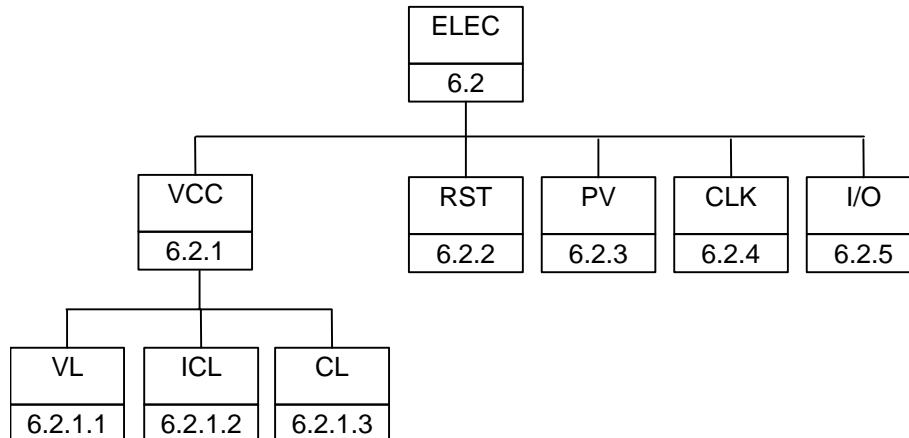 ELEC
6.2
VCC
6.2.1
RST
6.2.2
PV
6.2.3
CLK
6.2.4
I/O
6.2.5
VL
6.2.1.1
ICL
6.2.1.2
CL
6.2.1.3